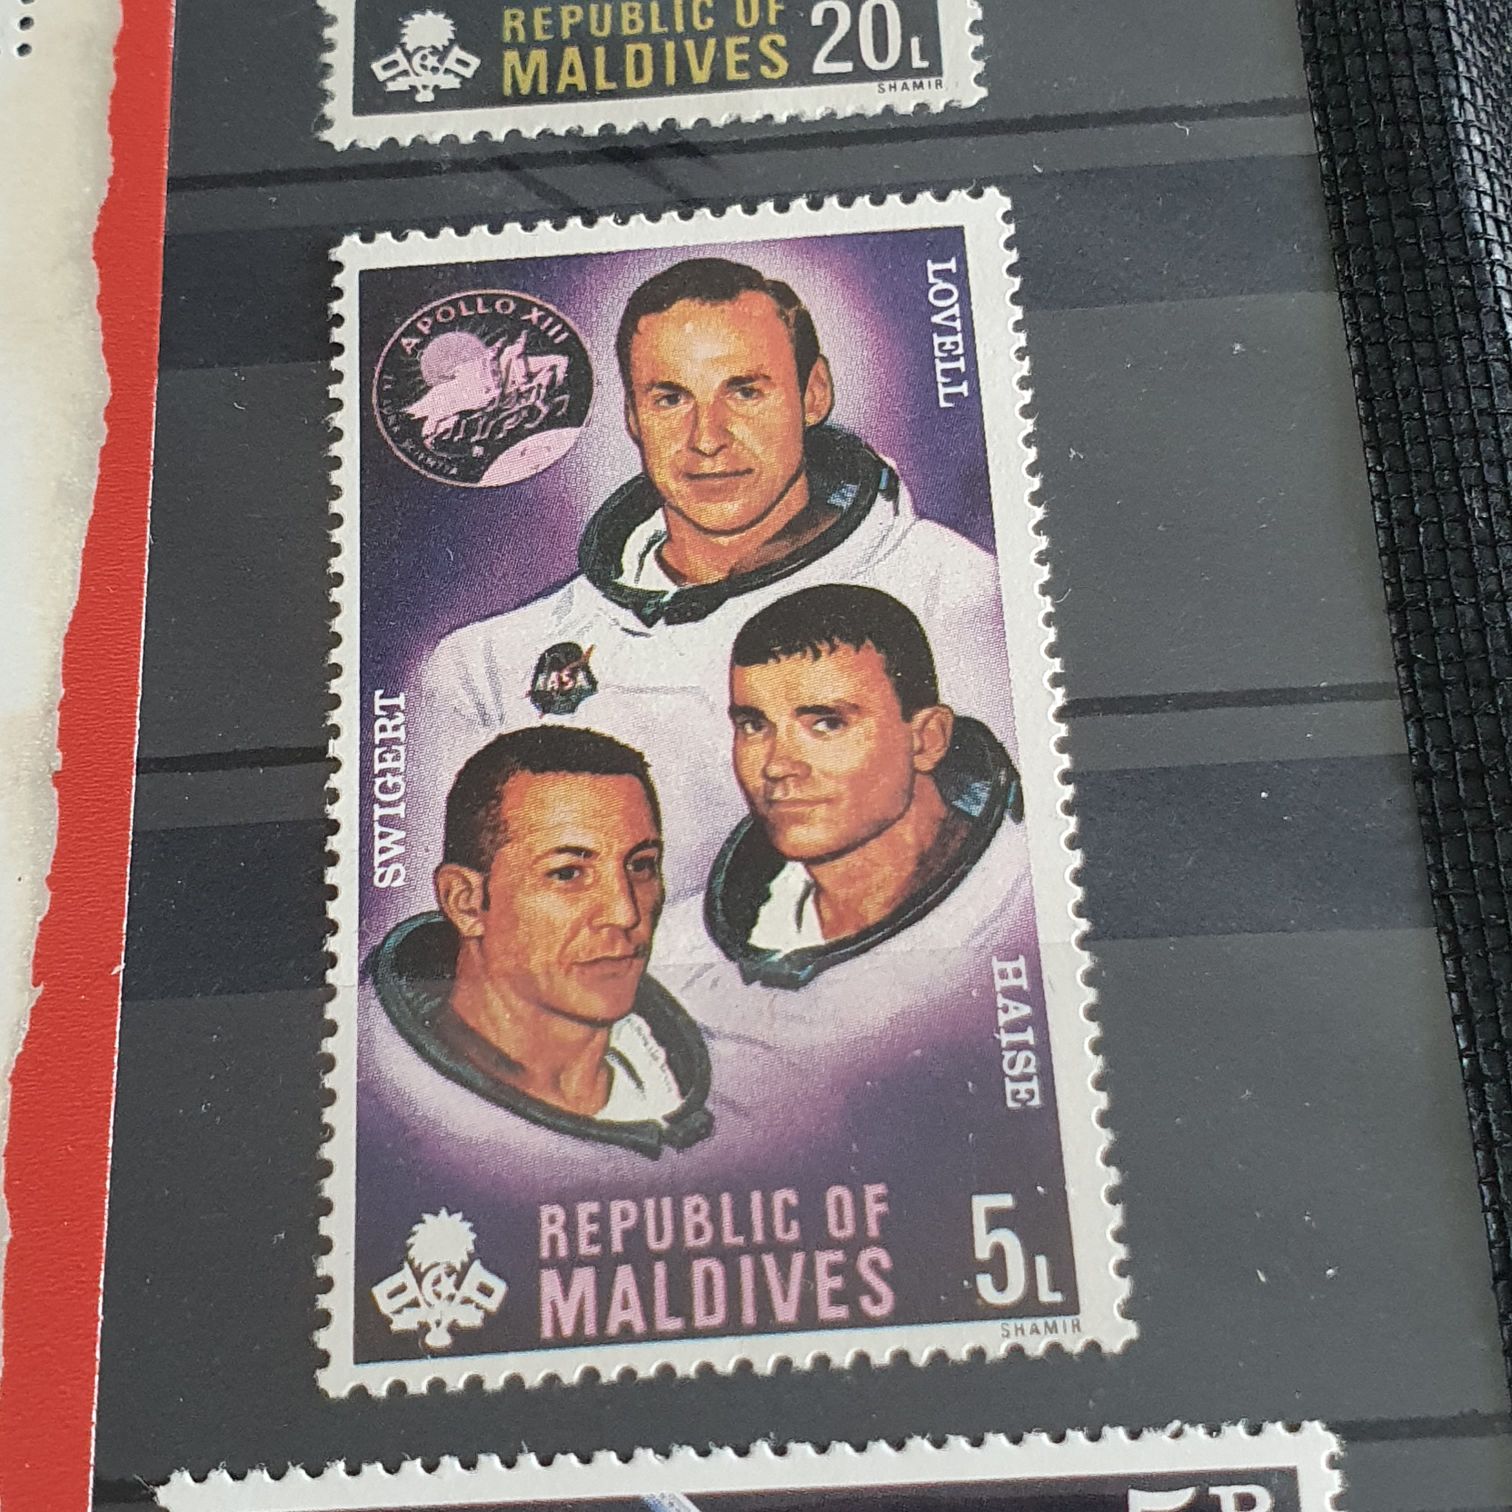 REPUBLIC OF
MALDIVES 20L
SHAMIR
APOLLO XIII
LOVELL
NASA
SWIGERT
HAISE
REPUBLIC OF
MALDIVES 5L
SHAMIR